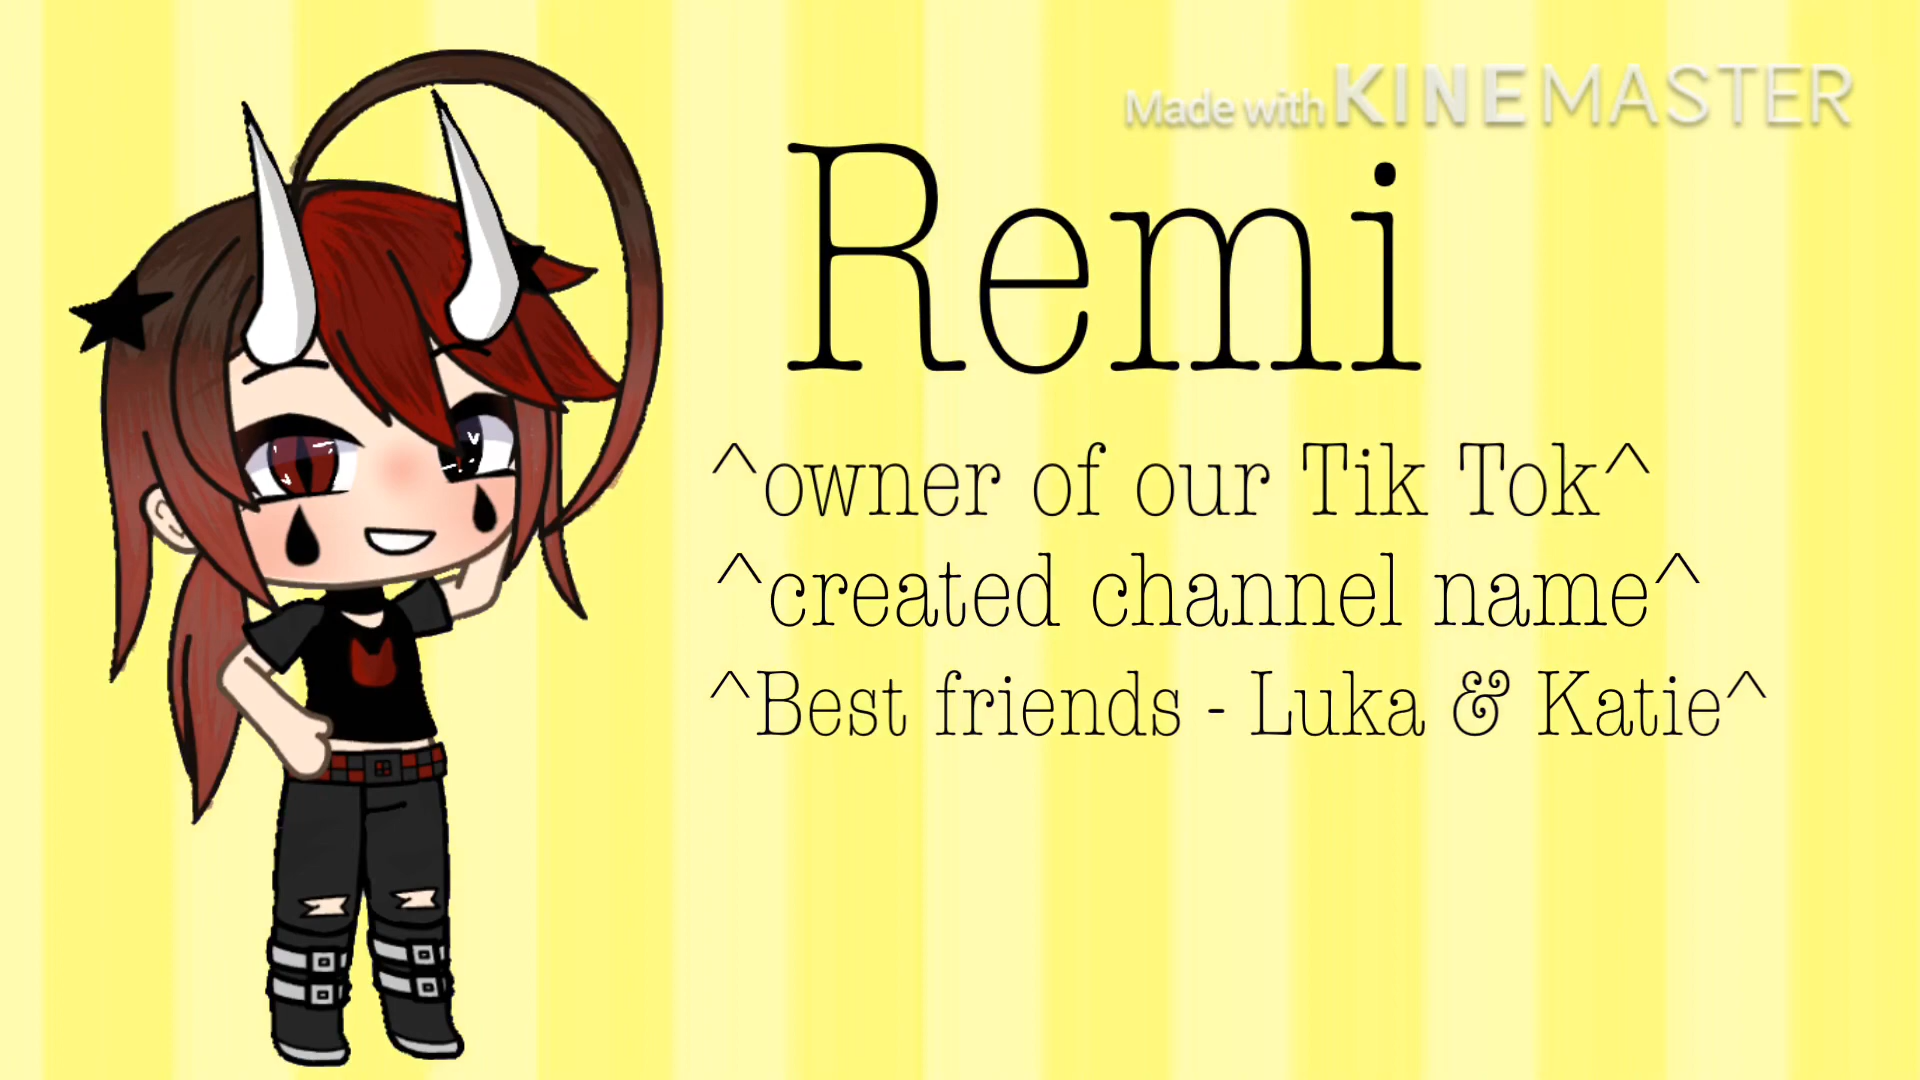 Made with KINEMASTER
Remi
^owner of our Tik Tok^
^created channel name^
^Best friends - Luka & Katie^